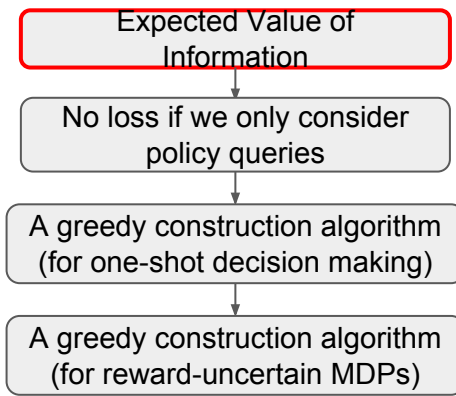 Expected Value of
Information
No loss if we only consider
policy queries
A greedy construction algorithm
(for one-shot decision making)
A greedy construction algorithm
(for reward-uncertain MDPs)